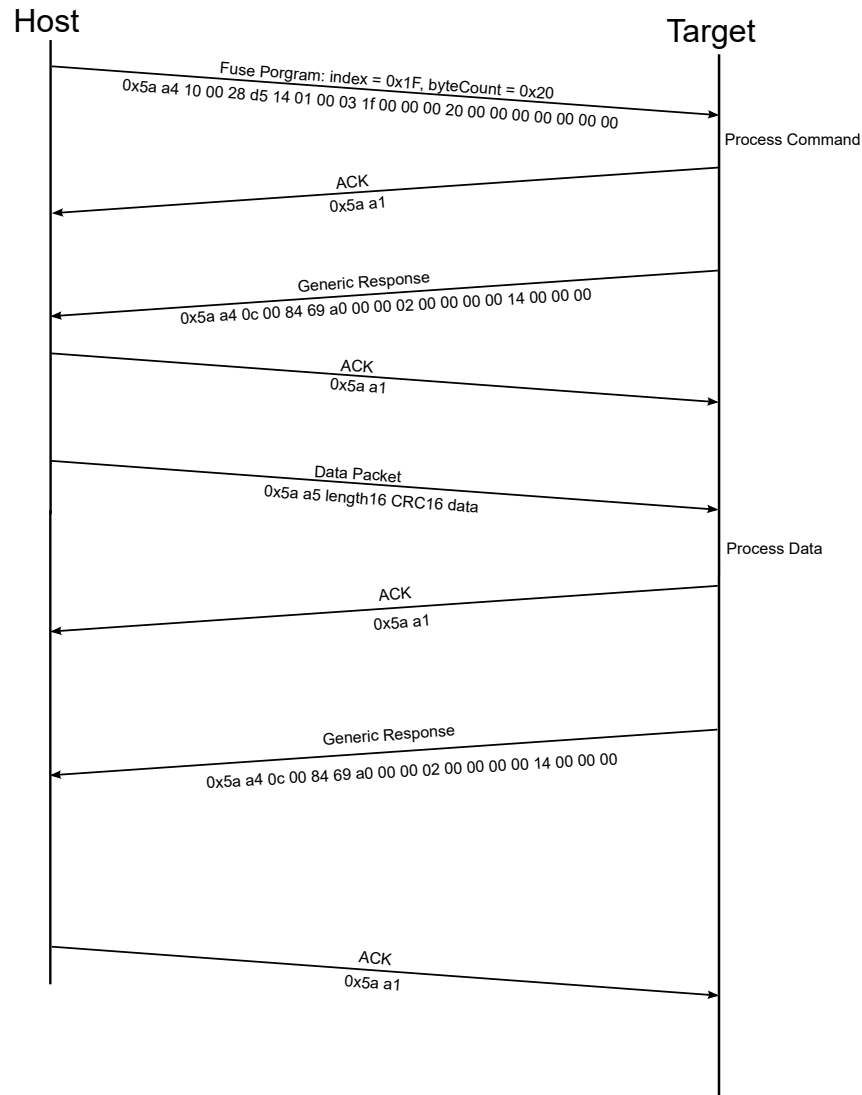 Host
Target
Fuse Porgram: index = 0x1F, byteCount = 0x20
0x5a a4 10 00 28 d5 14 01 00 03 1f 00 00 00 20 00 00 00 00 00 00 00
Process Command
ACK
0x5a a1
Generic Response
0x5a a4 0c 00 84 69 a0 00 00 02 00 00 00 00 14 00 00 00
ACK
0x5a a1
Data Packet
0x5a a5 length16 CRC16 data
Process Data
ACK
0x5a a1
Generic Response
0x5a a4 0c 00 84 69 a0 00 00 02 00 00 00 00 14 00 00 00
ACK
0x5a a1